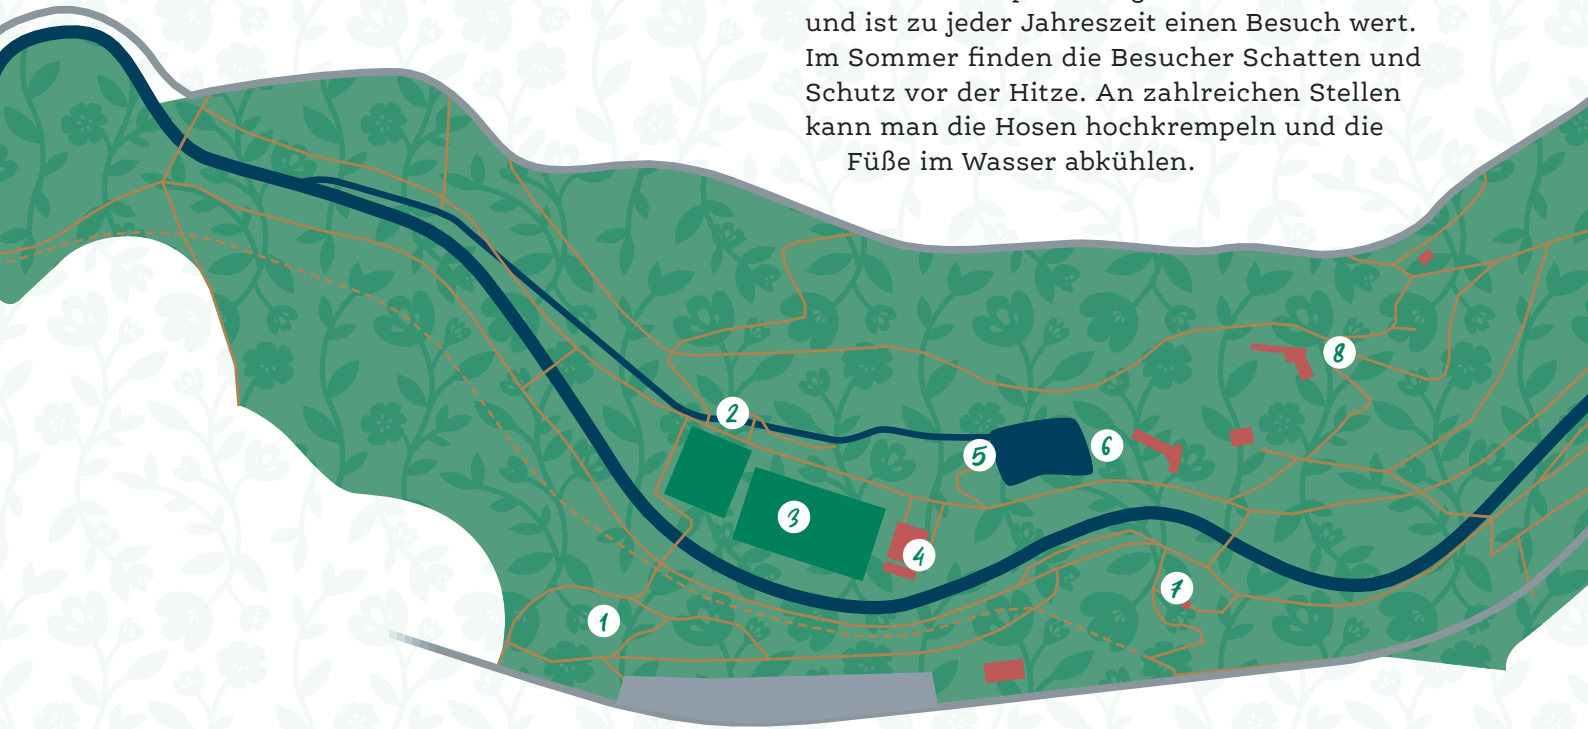 und ist zu jeder Jahreszeit einen Besuch wert.
Im Sommer finden die Besucher Schatten und
Schutz vor der Hitze. An zahlreichen Stellen
kann man die Hosen hochkrempeln und die
Füße im Wasser abkühlen.
8
2
6
5
3
4
7
1